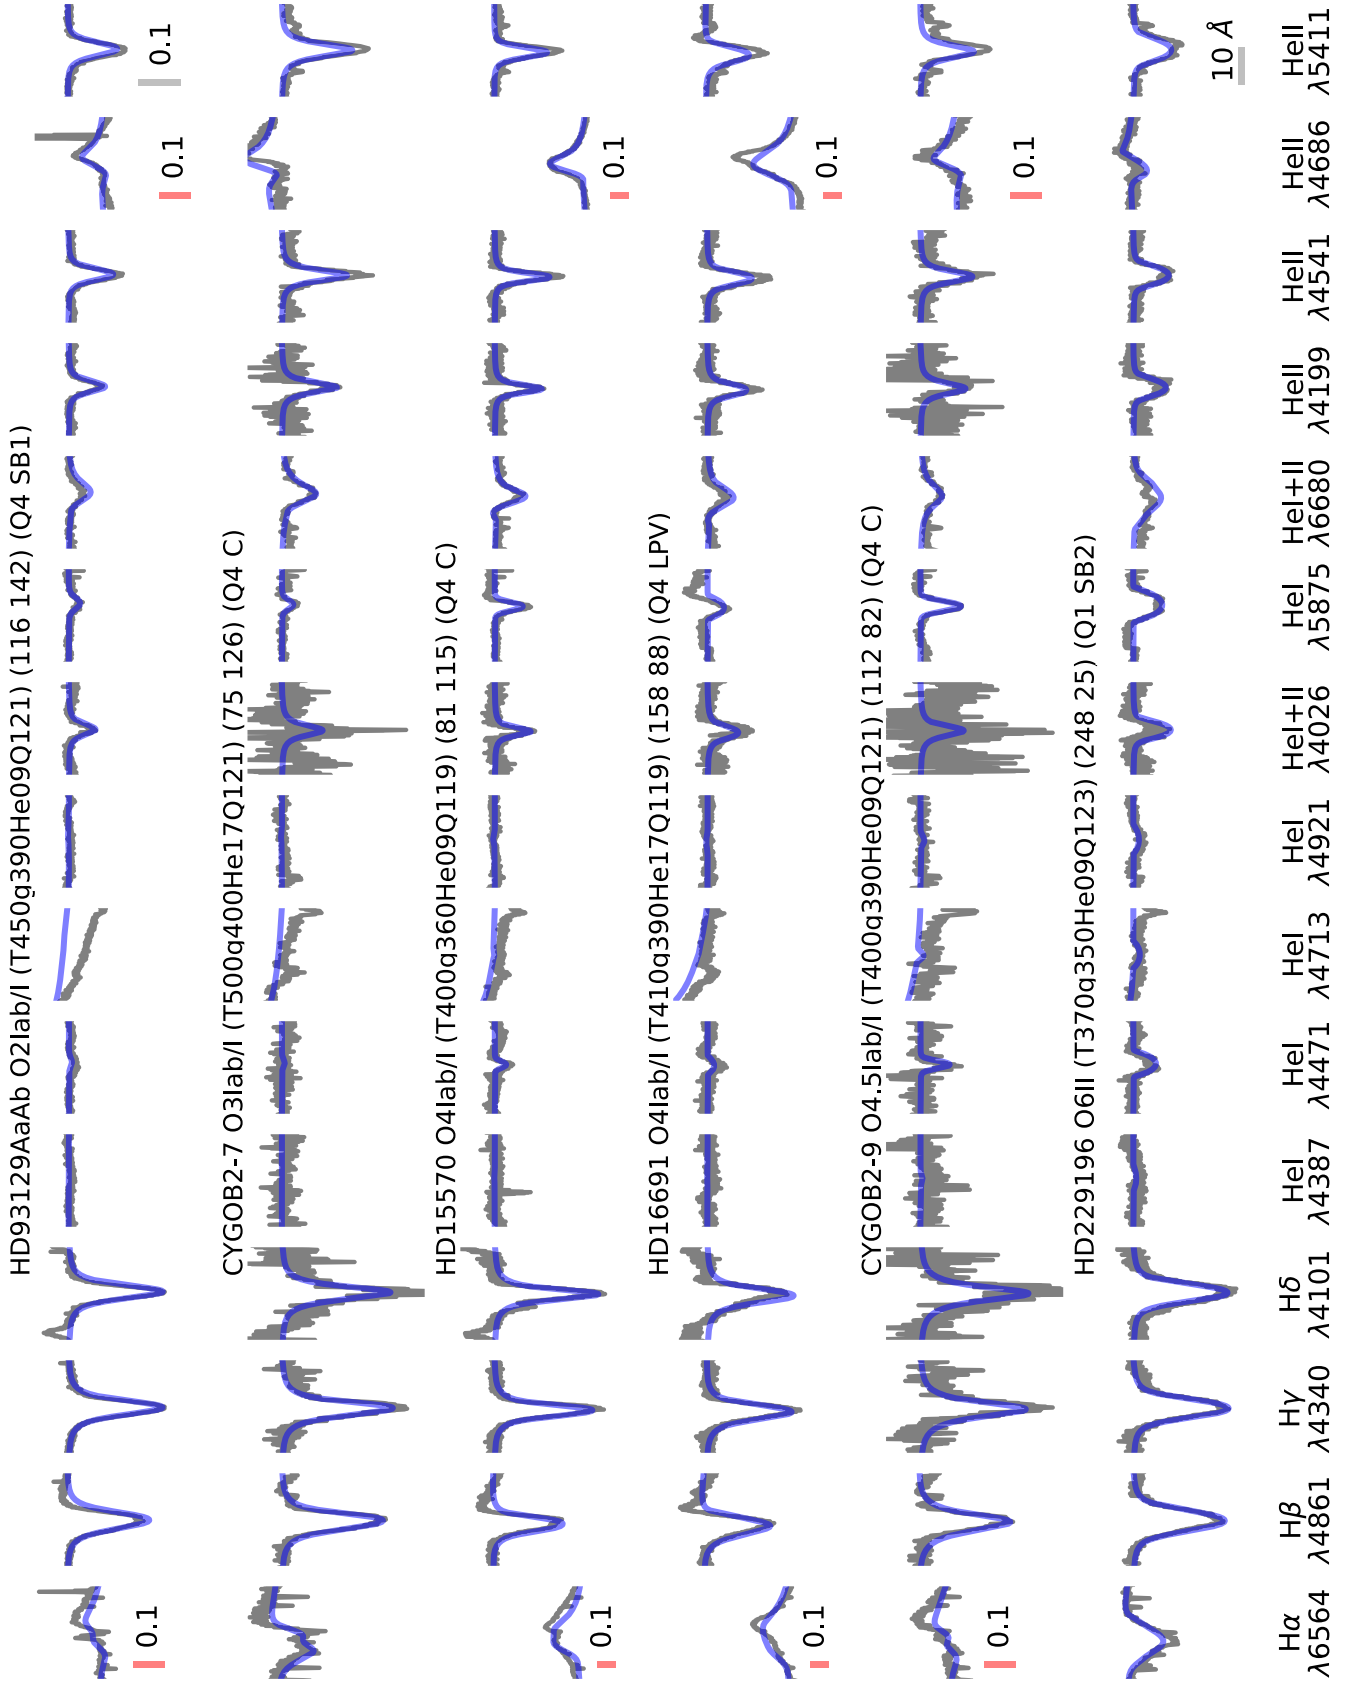 HD93129AaAb O2Iab/I (T450g390He09Q121) (116 142) (Q4 SB1)
0.1
0.1
0.1
CYGOB2-7 O3Iab/I (T500g400He17Q121) (75 126) (Q4 C)
HD15570 O4Iab/I (T400g360He09Q119) (81 115) (Q4 C)
0.1
0.1
HD16691 O4Iab/I (T410g390He17Q119) (158 88) (Q4 LPV)
0.1
0.1
CYGOB2-9 O4.5Iab/I (T400g390He09Q121) (112 82) (Q4 C)
0.1
0.1
HD229196 O6II (T370g350He09Q123) (248 25) (Q1 SB2)
10 Å
Hα Hβ Hγ Hδ HeI HeI HeI HeI HeI+II HeI HeI+II HeII HeII HeII HeII
λ6564 λ4861 λ4340 λ4101 λ4387 λ4471 λ4713 λ4921 λ4026 λ5875 λ6680 λ4199 λ4541 λ4686 λ5411